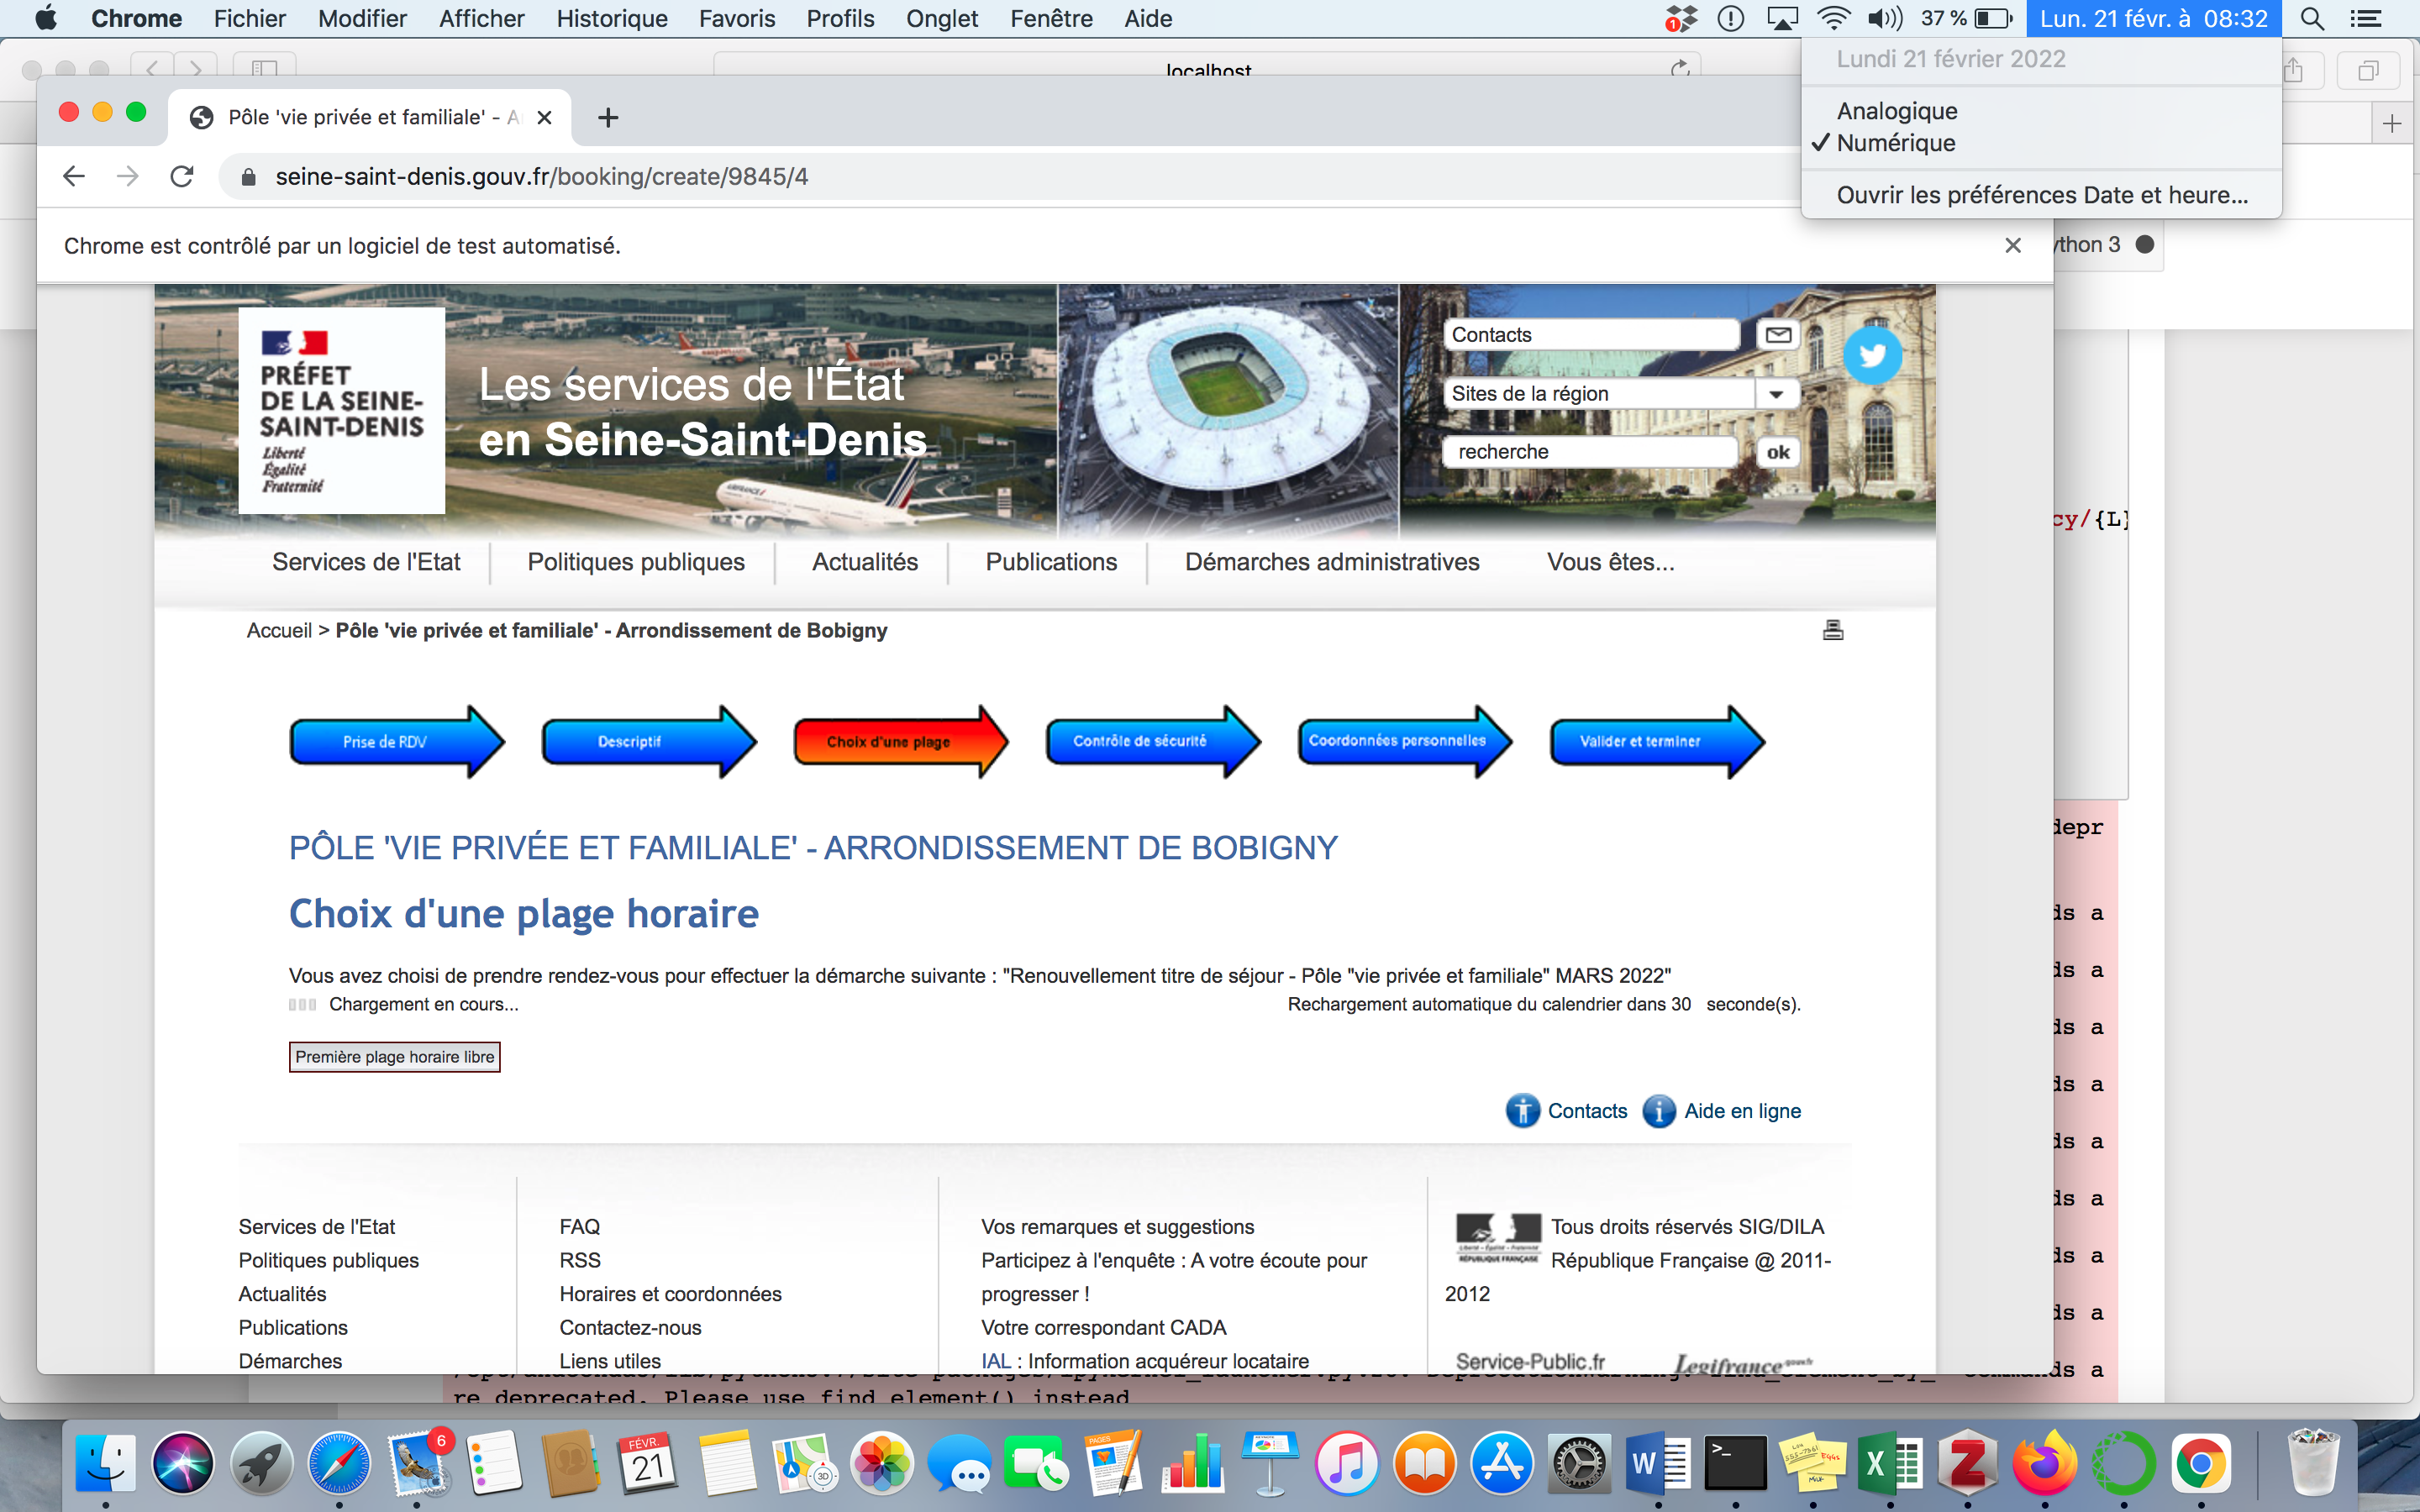 Chrome Fichier Modifier Afficher Historique Favoris Profils Onglet Fenêtre Aide
1 37 % Lun. 21 févr. à 08:32
localhost
Lundi 21 février 2022
Analogique
✓ Numérique
Ouvrir les préférences Date et heure...
Pôle 'vie privée et familiale' - A
seine-saint-denis.gouv.fr/booking/create/9845/4
Chrome est contrôlé par un logiciel de test automatisé.
ython 3
PRÉFET
DE LA SEINE-
SAINT-DENIS
Liberté
Égalité
Fraternité
Les services de l'État
en Seine-Saint-Denis
AIRFRANCE
Contacts
Sites de la région
recherche
ok
cy/{L}
Services de l'Etat
Politiques publiques
Actualités
Publications
Démarches administratives
Vous êtes...
Accueil > Pôle 'vie privée et familiale' - Arrondissement de Bobigny
Prise de RDV
Descriptif
Choix d'une plage
Contrôle de sécurité
Coordonnées personnelles
Valider et terminer
PÔLE 'VIE PRIVÉE ET FAMILIALE' - ARRONDISSEMENT DE BOBIGNY
Choix d'une plage horaire
Vous avez choisi de prendre rendez-vous pour effectuer la démarche suivante : "Renouvellement titre de séjour - Pôle "vie privée et familiale" MARS 2022"
Chargement en cours...
Rechargement automatique du calendrier dans 30 seconde(s).
Première plage horaire libre
Contacts
Aide en ligne
depr
ds a
ds a
ds a
ds a
ds a
ds a
ds a
ds a
ds a
Services de l'Etat
Politiques publiques
Actualités
Publications
Démarches
FAQ
RSS
Horaires et coordonnées
Contactez-nous
Liens utiles
Vos remarques et suggestions
Participez à l'enquête : A votre écoute pour
progresser !
Votre correspondant CADA
IAL : Information acquéreur locataire
Tous droits réservés SIG/DILA
République Française @ 2011-
2012
RÉPUBLIQUE FRANÇAISE
Service-Public.fr
Legifrance.gouv.fr
re deprecated. Please use find_element() instead
6
FÉVR.
21
3D
PAGES
W
>_
EGGS
MILK
X
Z